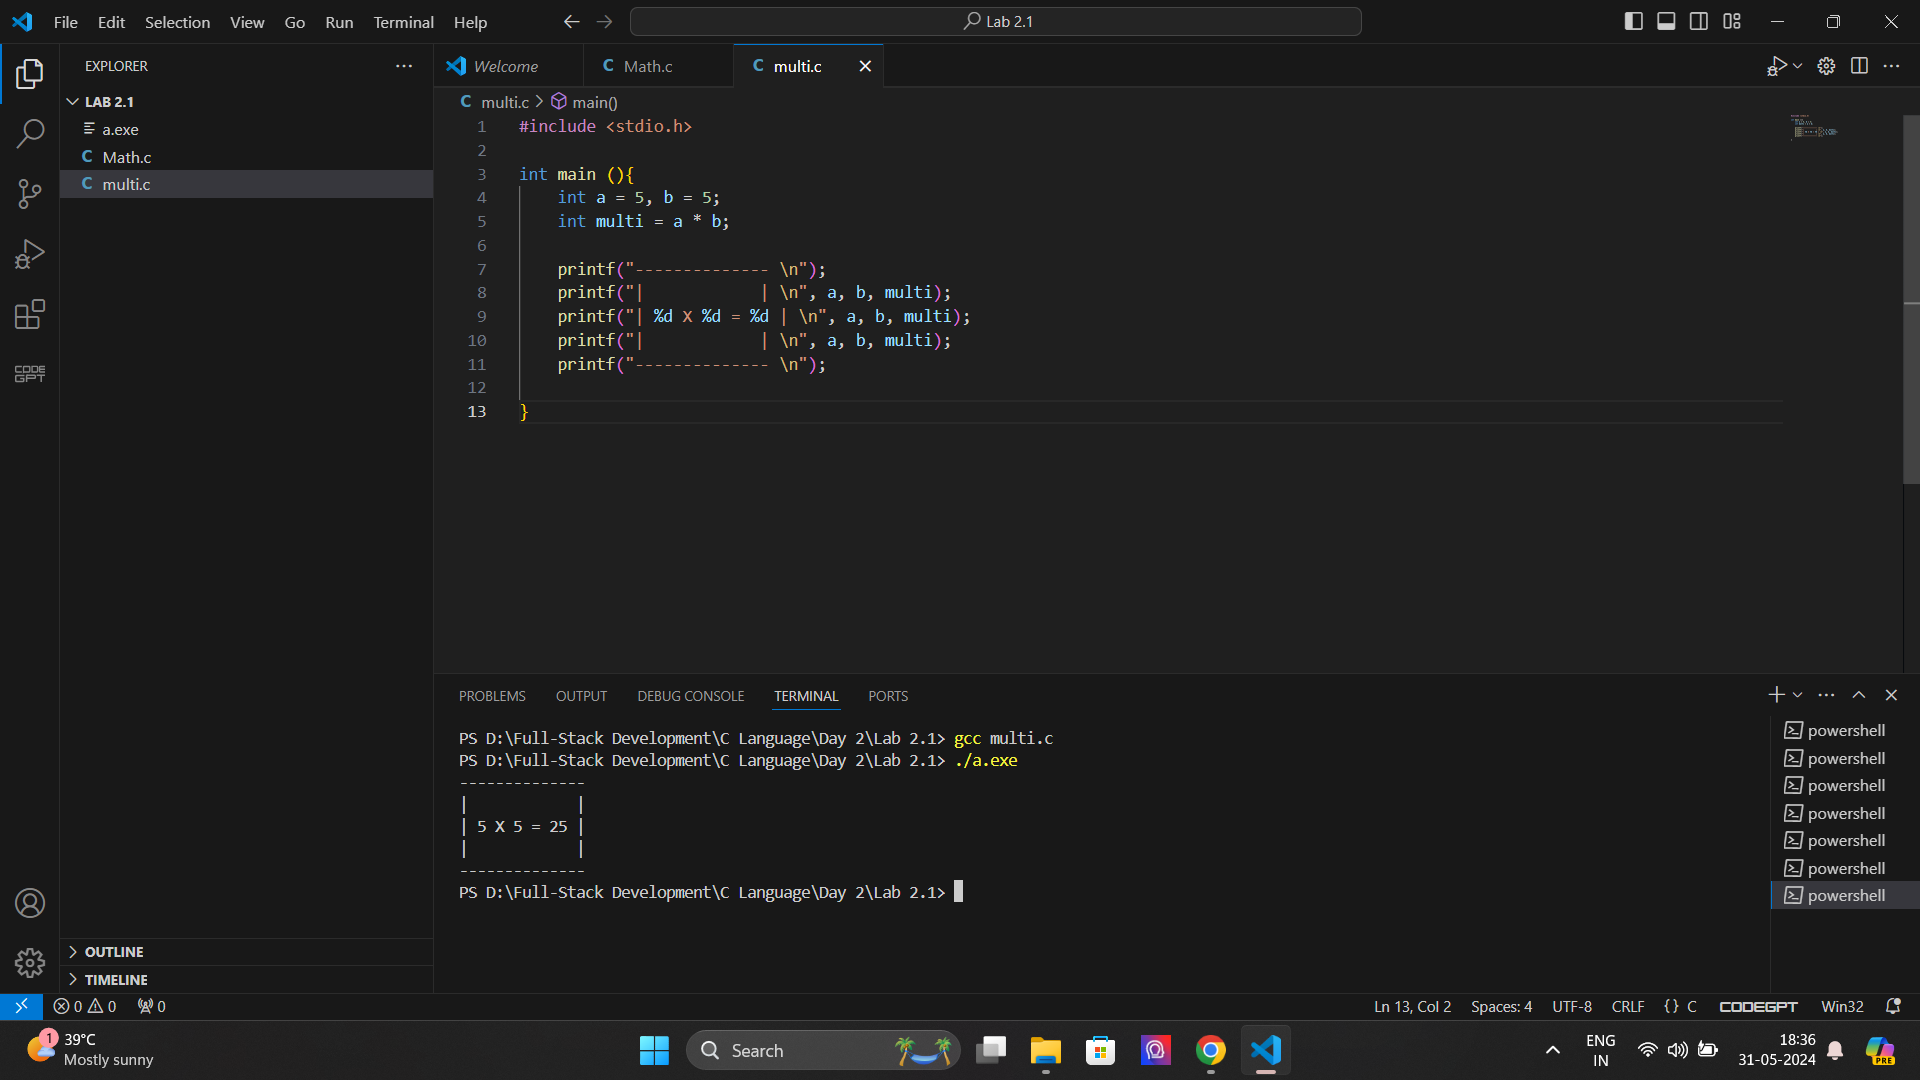 File Edit Selection View Go Run Terminal Help
Lab 2.1
EXPLORER
LAB 2.1
a.exe
C Math.c
C multi.c
OUTLINE
TIMELINE
CODE
GPT
Welcome
C Math.c
C multi.c
C multi.c > main()
1 #include <stdio.h>
2
3 int main (){
4     int a = 5, b = 5;
5     int multi = a * b;
6
7     printf("-------------- \n");
8     printf("|            | \n", a, b, multi);
9     printf("| %d X %d = %d | \n", a, b, multi);
10     printf("|            | \n", a, b, multi);
11     printf("-------------- \n");
12
13 }
PROBLEMS OUTPUT DEBUG CONSOLE TERMINAL PORTS
PS D:\Full-Stack Development\C Language\Day 2\Lab 2.1> gcc multi.c
PS D:\Full-Stack Development\C Language\Day 2\Lab 2.1> ./a.exe
--------------
|            |
| 5 X 5 = 25 |
|            |
--------------
PS D:\Full-Stack Development\C Language\Day 2\Lab 2.1>
powershell
powershell
powershell
powershell
powershell
powershell
powershell
0 0 0
Ln 13, Col 2 Spaces: 4 UTF-8 CRLF {} C CODEGPT Win32
1
39°C
Mostly sunny
Search
ENG
IN
18:36
31-05-2024
PRE